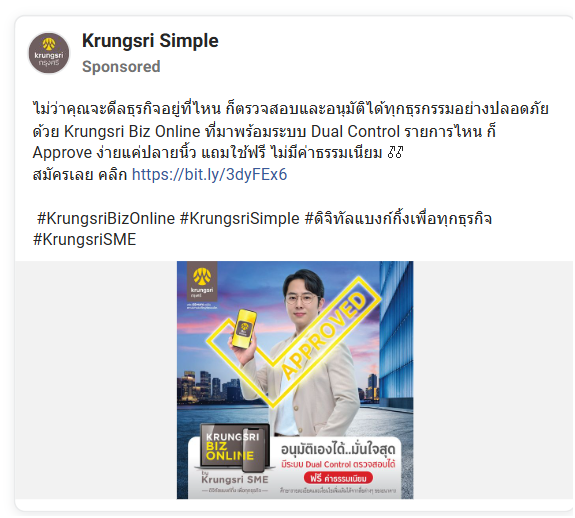 Krungsri Simple
Sponsored
ไม่ว่าคุณจะดีลธุรกิจอยู่ที่ไหน ก็ตรวจสอบและอนุมัติได้ทุกธุรกรรมอย่างปลอดภัย
ด้วย Krungsri Biz Online ที่มาพร้อมระบบ Dual Control รายการไหน ก็
Approve ง่ายแค่ปลายนิ้ว แถมใช้ฟรี ไม่มีค่าธรรมเนียม
สมัครเลย คลิก https://bit.ly/3dyFEx6
#KrungsriBizOnline #KrungsriSimple #ดิจิทัลแบงก์กิ้งเพื่อทุกธุรกิจ
#KrungsriSME
krungsri
กรุงศรี
krungsri
กรุงศรี
APPROVED
KRUNGSRI
BIZ
ONLINE
by
Krungsri SME
อนุมัติเองได้..มั่นใจสุด
มีระบบ Dual Control ตรวจสอบได้
ฟรี ค่าธรรมเนียม